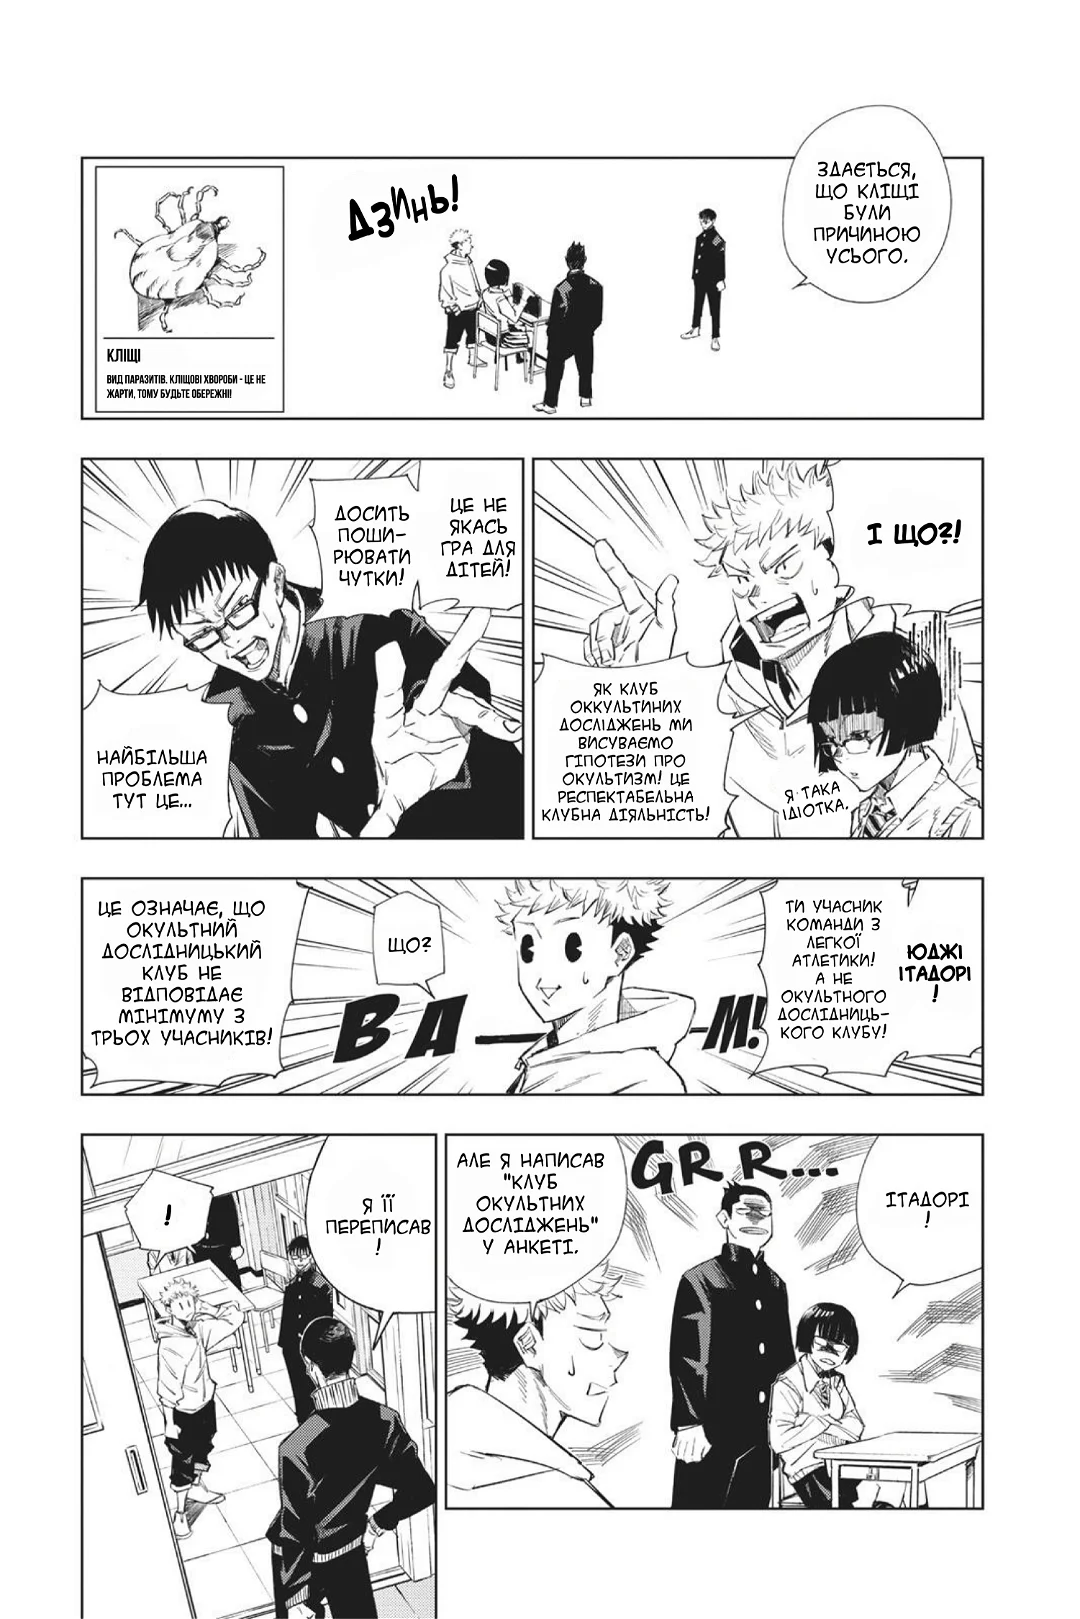 ЗДАЄТЬСЯ,
ЩО КЛІЩІ
БУЛИ
ПРИЧИНОЮ
УСЬОГО.
ДЗИНЬ!
КЛІЩІ
ВИД ПАРАЗИТІВ. КЛІЩОВІ ХВОРОБИ - ЦЕ НЕ
ЖАРТИ, ТОМУ БУДЬТЕ ОБЕРЕЖНІ!
І ЩО?!
ЯК КЛУБ
ОККУЛЬТИНИХ
ДОСЛІДЖЕНЬ МИ
ВИСУВАЄМО
ГІПОТЕЗИ ПРО
ОКУЛЬТИЗМ! ЦЕ
РЕСПЕКТАБЕЛЬНА
КЛУБНА ДІЯЛЬНІСТЬ!
Я ТАКА
ІДІОТКА.
ЦЕ НЕ
ЯКАСЬ
ГРА ДЛЯ
ДІТЕЙ!
ДОСИТЬ
ПОШИ-
РЮВАТИ
ЧУТКИ!
НАЙБІЛЬША
ПРОБЛЕМА
ТУТ ЦЕ...
ЮДЖІ
ІТАДОРІ
!
ТИ УЧАСНИК
КОМАНДИ З
ЛЕГКОЇ
АТЛЕТИКИ!
А НЕ
ОКУЛЬТНОГО
ДОСЛІДНИЦЬ-
КОГО КЛУБУ!
ВА—М!
ЩО?
ЦЕ ОЗНАЧАЄ, ЩО
ОКУЛЬТНИЙ
ДОСЛІДНИЦЬКИЙ
КЛУБ НЕ
ВІДПОВІДАЄ
МІНІМУМУ З
ТРЬОХ УЧАСНИКІВ!
ІТАДОРІ
!
GRR...
АЛЕ Я НАПИСАВ
"КЛУБ
ОКУЛЬТНИХ
ДОСЛІДЖЕНЬ"
У АНКЕТІ.
Я ЇЇ
ПЕРЕПИСАВ
!
!